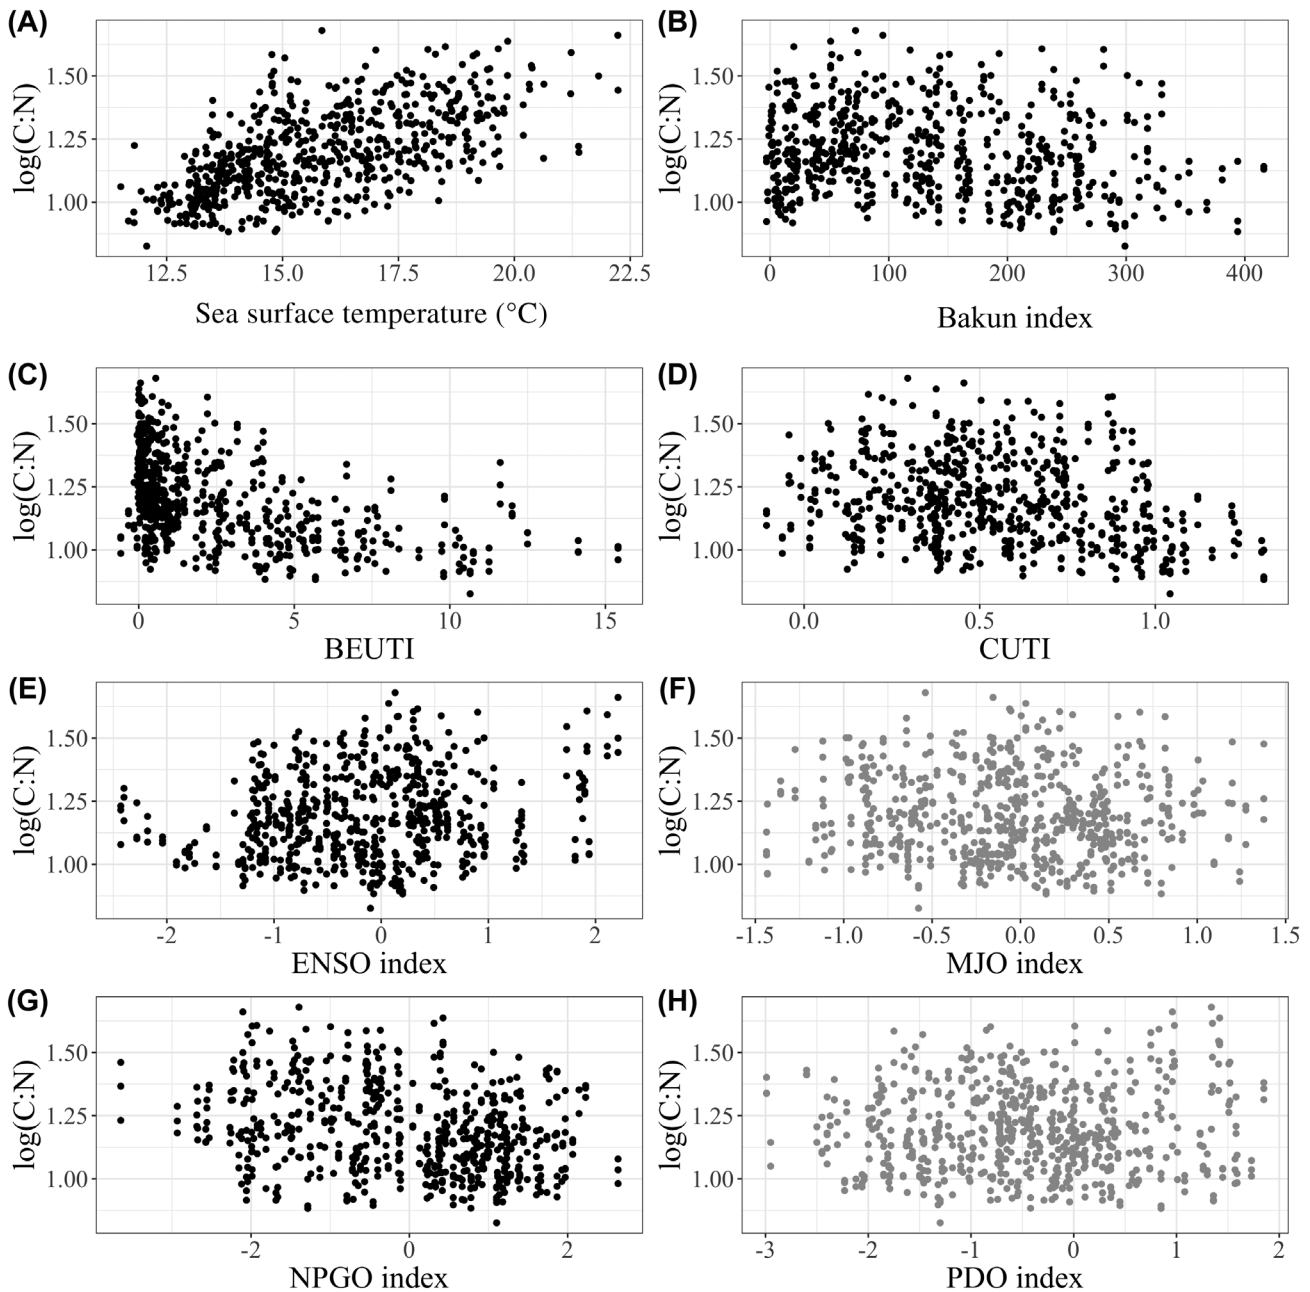 (A)
log(C:N)
1.50
1.25
1.00
12.5 15.0 17.5 20.0 22.5
Sea surface temperature (°C)
(B)
log(C:N)
1.50
1.25
1.00
0 100 200 300 400
Bakun index
(C)
log(C:N)
1.50
1.25
1.00
0 5 10 15
BEUTI
(D)
log(C:N)
1.50
1.25
1.00
0.0 0.5 1.0
CUTI
(E)
log(C:N)
1.50
1.25
1.00
-2 -1 0 1 2
ENSO index
(F)
log(C:N)
1.50
1.25
1.00
-1.5 -1.0 -0.5 0.0 0.5 1.0 1.5
MJO index
(G)
log(C:N)
1.50
1.25
1.00
-2 0 2
NPGO index
(H)
log(C:N)
1.50
1.25
1.00
-3 -2 -1 0 1 2
PDO index